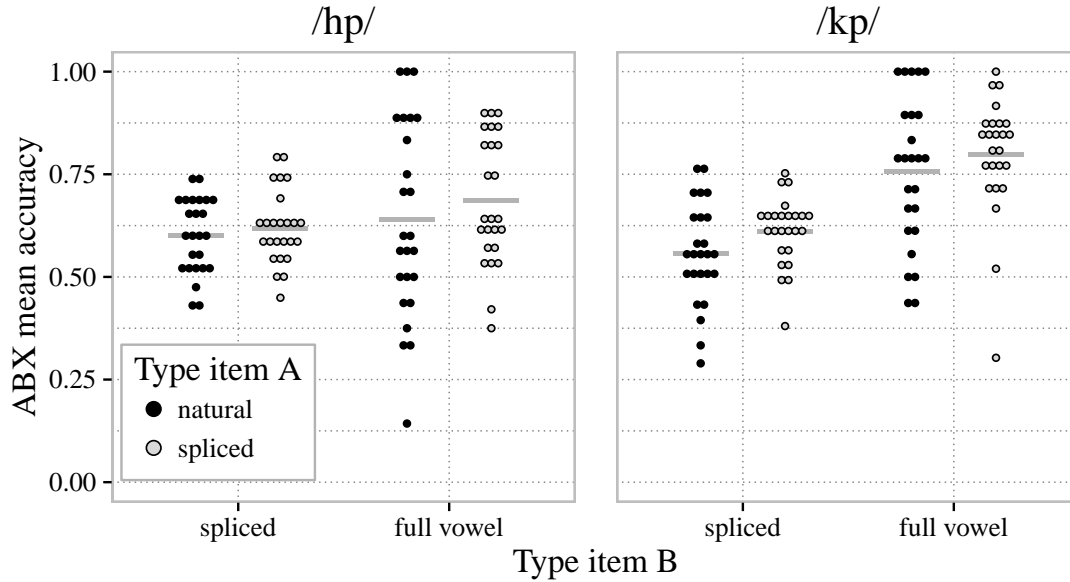 /hp/
/kp/
ABX mean accuracy
1.00
0.75
0.50
0.25
0.00
Type item A
natural
spliced
spliced
full vowel
spliced
full vowel
Type item B